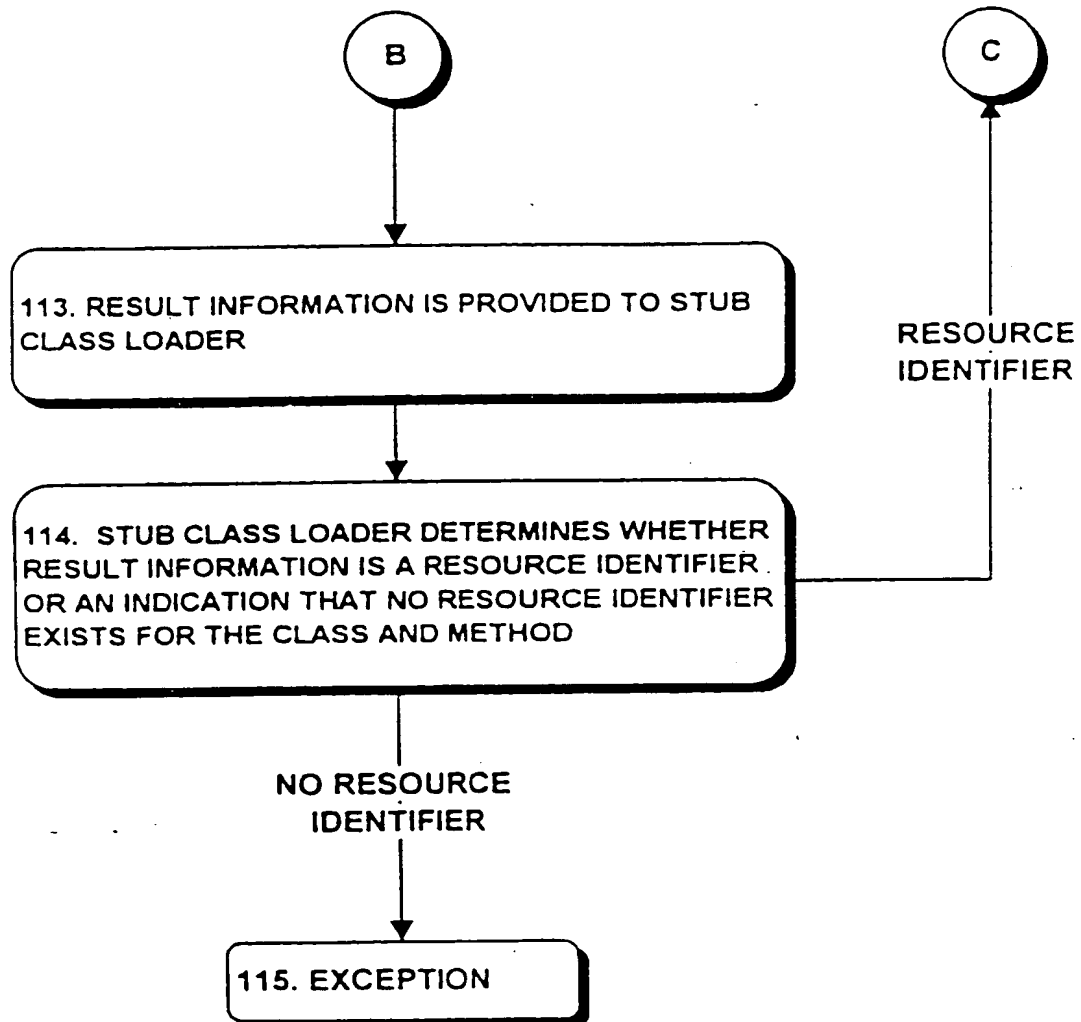 B
C
113. RESULT INFORMATION IS PROVIDED TO STUB
CLASS LOADER
RESOURCE
IDENTIFIER
114. STUB CLASS LOADER DETERMINES WHETHER
RESULT INFORMATION IS A RESOURCE IDENTIFIER
OR AN INDICATION THAT NO RESOURCE IDENTIFIER
EXISTS FOR THE CLASS AND METHOD
NO RESOURCE
IDENTIFIER
115. EXCEPTION